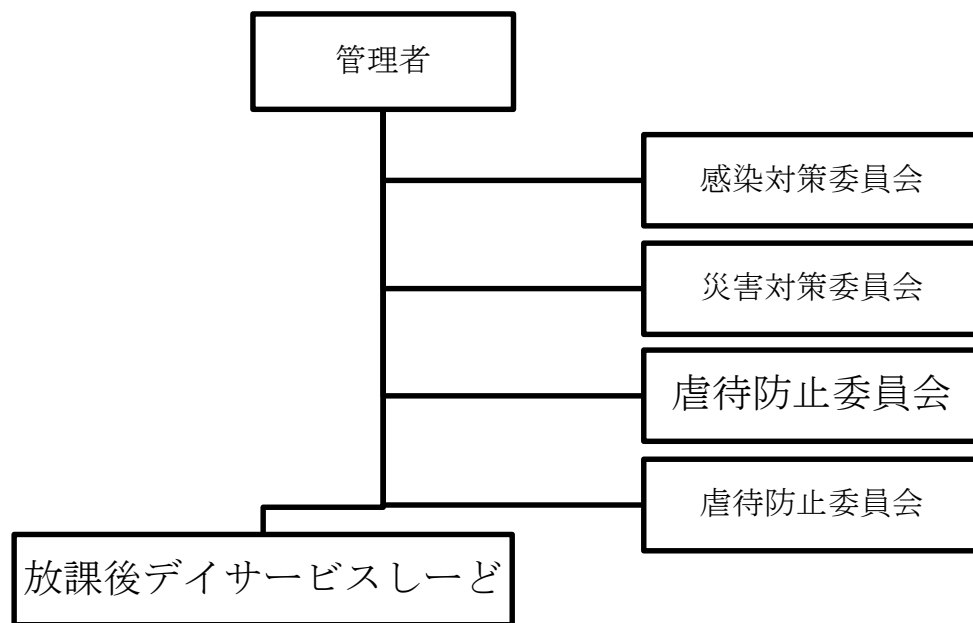 管理者
感染対策委員会
災害対策委員会
虐待防止委員会
虐待防止委員会
放課後デイサービスしーど